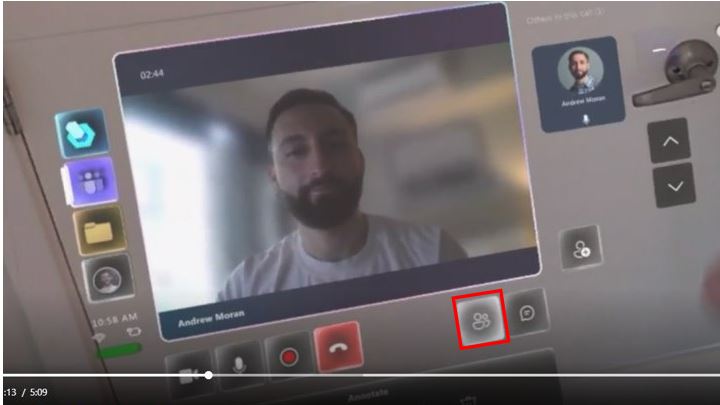 Others in this call
02:44
Andrew Moran
10:58 AM
Andrew Moran
:13 / 5:09
Annotate